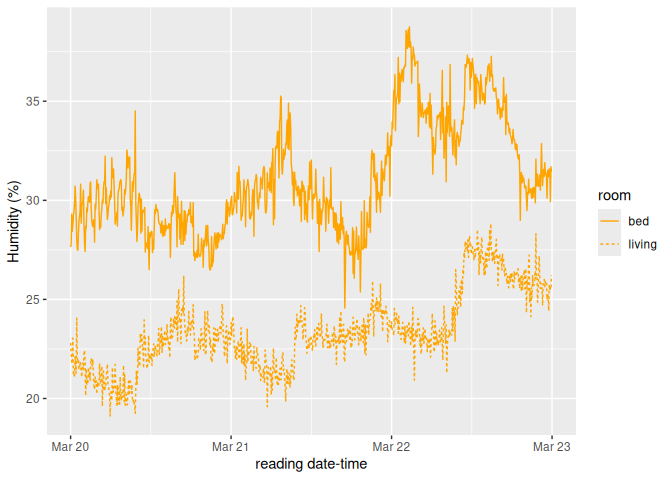 35
30
25
20
Humidity (%)
Mar 20
Mar 21
Mar 22
Mar 23
reading date-time
room
bed
living